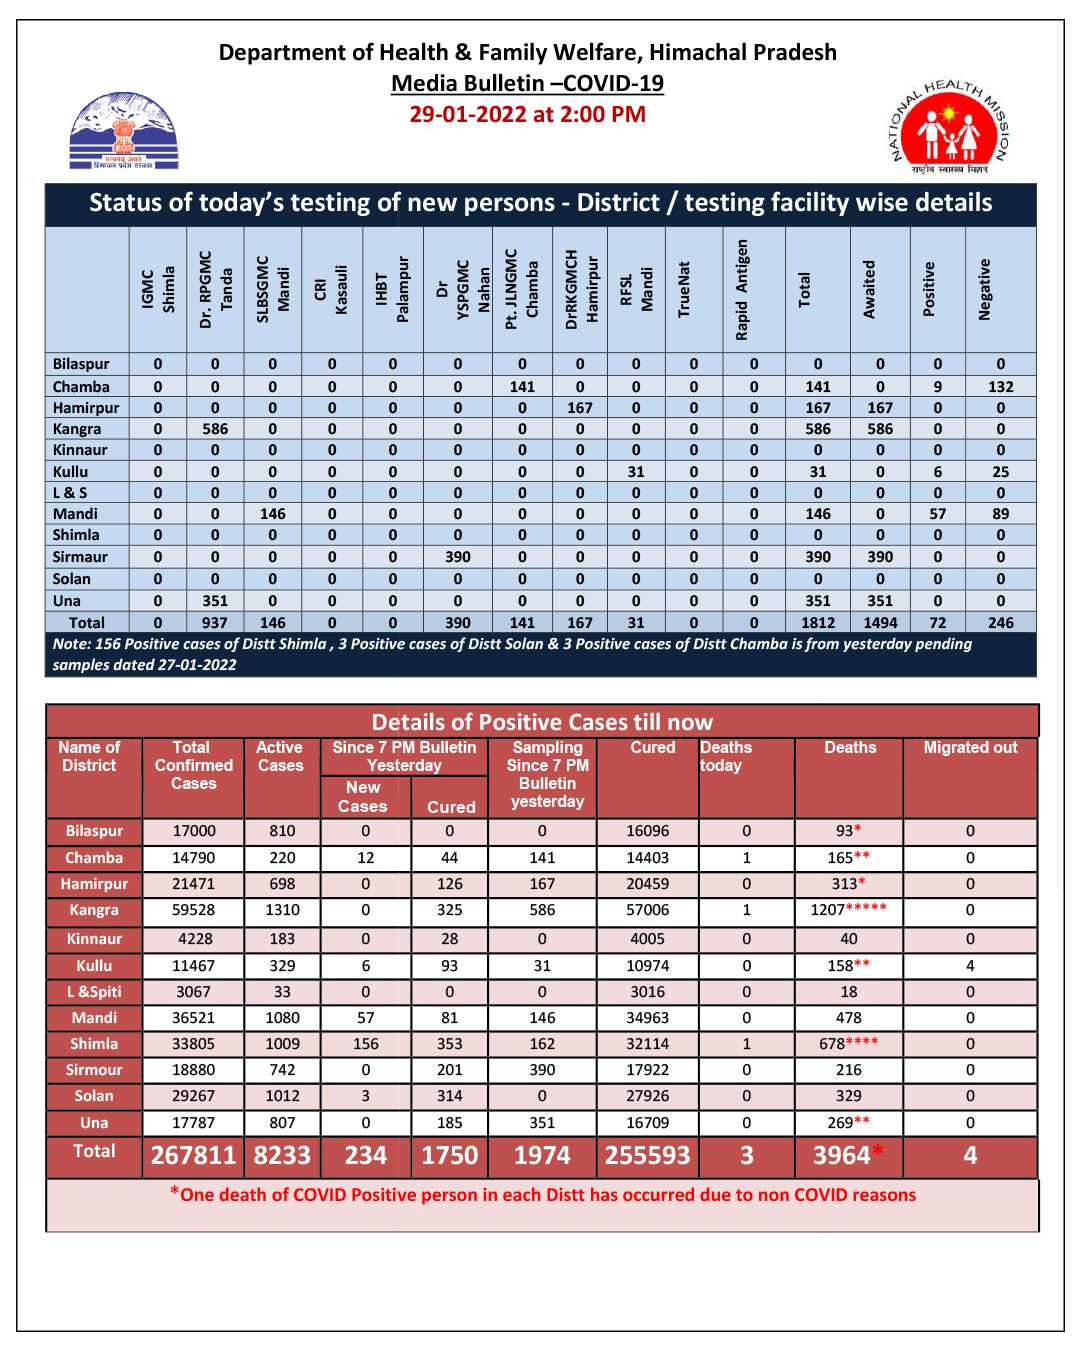 Department of Health & Family Welfare, Himachal Pradesh
Media Bulletin –COVID-19
29-01-2022 at 2:00 PM
सत्यमेव जयते
हिमाचल प्रदेश सरकार
NATIONAL HEALTH MISSION
राष्ट्रीय स्वास्थ्य मिशन
Status of today's testing of new persons - District / testing facility wise details
IGMC Shimla Dr. RPGMC Tanda SLBSGMC Mandi CRI Kasauli IHBT Palampur Dr YSPGMC Nahan Pt. JLNGMC Chamba DrRKGMCH Hamirpur RFSL Mandi TrueNat Rapid Antigen Total Awaited Positive Negative
Bilaspur 0 0 0 0 0 0 0 0 0 0 0 0 0 0 0
Chamba 0 0 0 0 0 0 141 0 0 0 0 141 0 9 132
Hamirpur 0 0 0 0 0 0 0 167 0 0 0 167 167 0 0
Kangra 0 586 0 0 0 0 0 0 0 0 0 586 586 0 0
Kinnaur 0 0 0 0 0 0 0 0 0 0 0 0 0 0 0
Kullu 0 0 0 0 0 0 0 0 31 0 0 31 0 6 25
L & S 0 0 0 0 0 0 0 0 0 0 0 0 0 0 0
Mandi 0 0 146 0 0 0 0 0 0 0 0 146 0 57 89
Shimla 0 0 0 0 0 0 0 0 0 0 0 0 0 0 0
Sirmaur 0 0 0 0 0 390 0 0 0 0 0 390 390 0 0
Solan 0 0 0 0 0 0 0 0 0 0 0 0 0 0 0
Una 0 351 0 0 0 0 0 0 0 0 0 351 351 0 0
Total 0 937 146 0 0 390 141 167 31 0 0 1812 1494 72 246
Note: 156 Positive cases of Distt Shimla , 3 Positive cases of Distt Solan & 3 Positive cases of Distt Chamba is from yesterday pending
samples dated 27-01-2022
Details of Positive Cases till now
Name of District Total Confirmed Cases Active Cases Since 7 PM Bulletin Yesterday New Cases Cured Sampling Since 7 PM Bulletin yesterday Cured Deaths today Deaths Migrated out
Bilaspur 17000 810 0 0 0 16096 0 93* 0
Chamba 14790 220 12 44 141 14403 1 165** 0
Hamirpur 21471 698 0 126 167 20459 0 313* 0
Kangra 59528 1310 0 325 586 57006 1 1207***** 0
Kinnaur 4228 183 0 28 0 4005 0 40 0
Kullu 11467 329 6 93 31 10974 0 158** 4
L &Spiti 3067 33 0 0 0 3016 0 18 0
Mandi 36521 1080 57 81 146 34963 0 478 0
Shimla 33805 1009 156 353 162 32114 1 678**** 0
Sirmour 18880 742 0 201 390 17922 0 216 0
Solan 29267 1012 3 314 0 27926 0 329 0
Una 17787 807 0 185 351 16709 0 269** 0
Total 267811 8233 234 1750 1974 255593 3 3964* 4
*One death of COVID Positive person in each Distt has occurred due to non COVID reasons